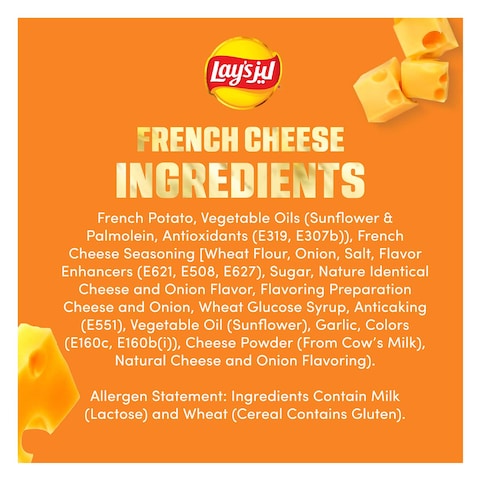 Lay's ليز
FRENCH CHEESE
INGREDIENTS
French Potato, Vegetable Oils (Sunflower &
Palmolein, Antioxidants (E319, E307b)), French
Cheese Seasoning [Wheat Flour, Onion, Salt, Flavor
Enhancers (E621, E508, E627), Sugar, Nature Identical
Cheese and Onion Flavor, Flavoring Preparation
Cheese and Onion, Wheat Glucose Syrup, Anticaking
(E551), Vegetable Oil (Sunflower), Garlic, Colors
(E160c, E160b(i)), Cheese Powder (From Cow's Milk),
Natural Cheese and Onion Flavoring).
Allergen Statement: Ingredients Contain Milk
(Lactose) and Wheat (Cereal Contains Gluten).